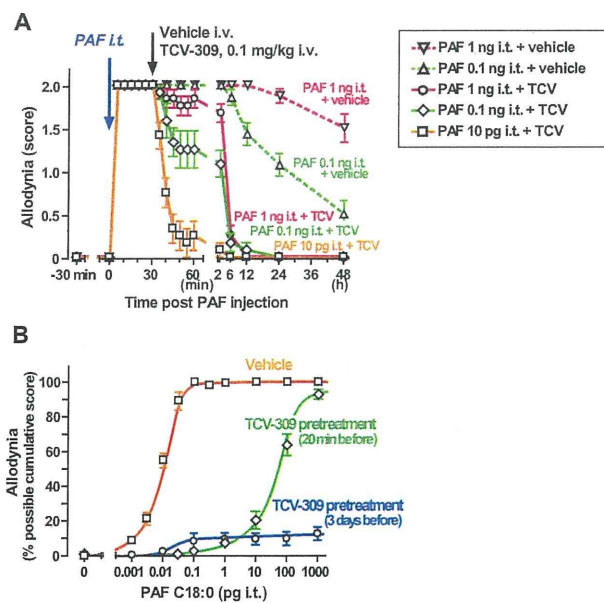 A
PAF i.t.
Vehicle i.v.
TCV-309, 0.1 mg/kg i.v.
PAF 1 ng i.t. + vehicle
PAF 0.1 ng i.t. + vehicle
PAF 1 ng i.t. + TCV
PAF 0.1 ng i.t. + TCV
PAF 10 pg i.t. + TCV
Allodynia (score)
2.0
1.5
1.0
0.5
0
PAF 1 ng i.t. +
vehicle
PAF 0.1 ng i.t.
+ vehicle
PAF 1 ng i.t. + TCV
PAF 0.1 ng i.t. + TCV
PAF 10 pg i.t. + TCV
-30 min 0 30 60 2 6 12 24 36 48
(min) (h)
Time post PAF injection
B
Allodynia
(% possible cumulative score)
100
80
60
40
20
0
Vehicle
TCV-309 pretreatment
(20 min before)
TCV-309 pretreatment
(3 days before)
0 0.001 0.01 0.1 1 10 100 1000
PAF C18:0 (pg i.t.)